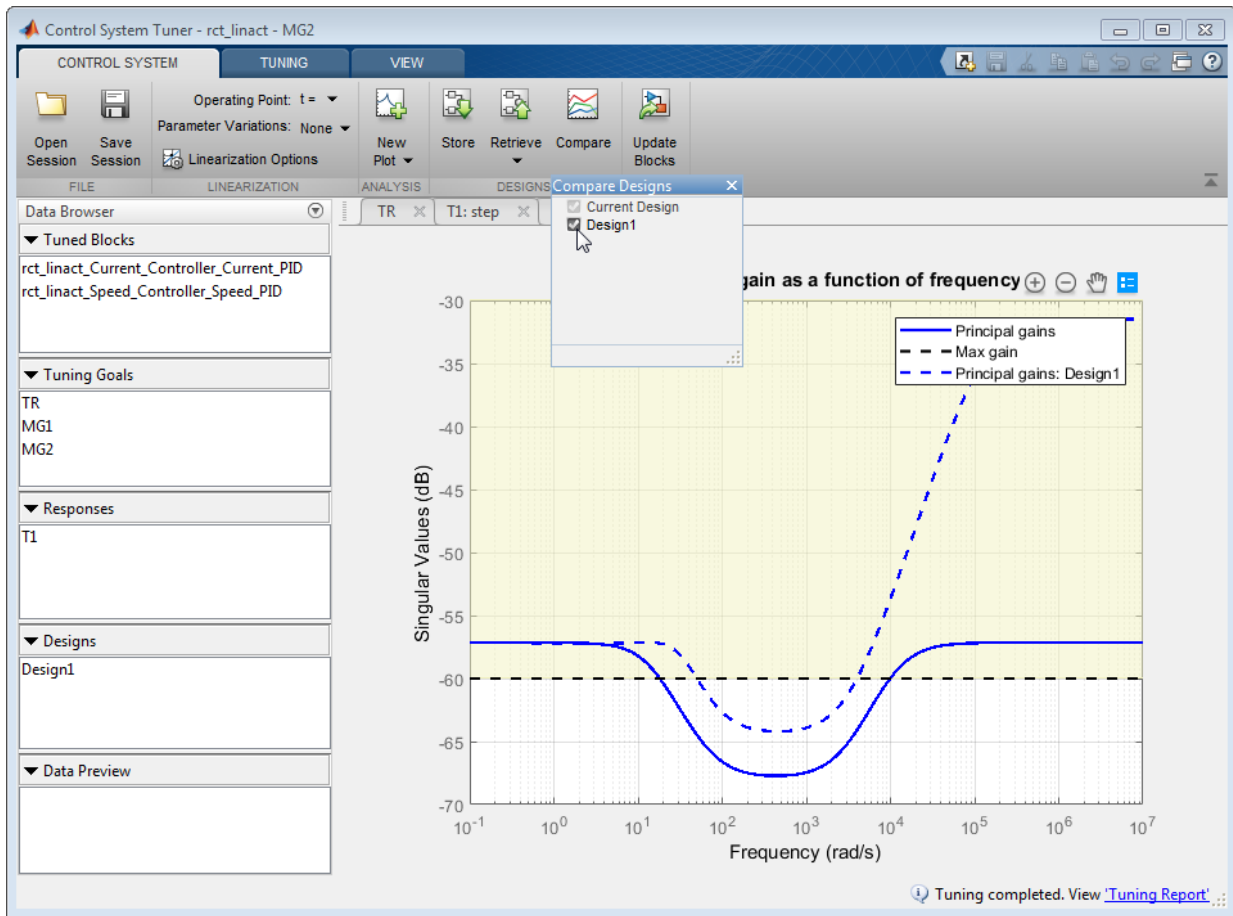 Control System Tuner - rct_linact - MG2
CONTROL SYSTEM
TUNING
VIEW
Open Session
Save Session
Operating Point: t =
Parameter Variations: None
Linearization Options
New Plot
Store
Retrieve
Compare
Update Blocks
FILE
LINEARIZATION
ANALYSIS
DESIGNS
Compare Designs
Current Design
Design1
Data Browser
TR
T1: step
Tuned Blocks
rct_linact_Current_Controller_Current_PID
rct_linact_Speed_Controller_Speed_PID
Tuning Goals
TR
MG1
MG2
Responses
T1
Designs
Design1
Data Preview
gain as a function of frequency
Principal gains
Max gain
Principal gains: Design1
Singular Values (dB)
-30
-35
-40
-45
-50
-55
-60
-65
-70
10^-1
10^0
10^1
10^2
10^3
10^4
10^5
10^6
10^7
Frequency (rad/s)
Tuning completed. View 'Tuning Report'